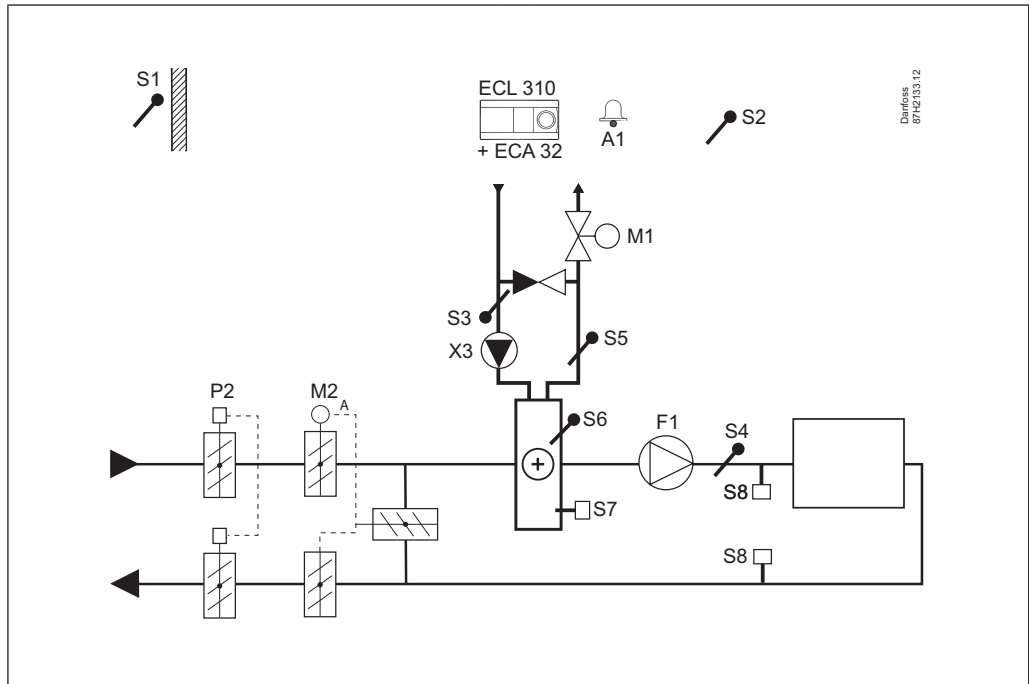 S1
ECL 310
+ ECA 32
A1
S2
Danfoss
87H2133.12
M1
S3
X3
S5
P2
M2
A
S6
F1
S4
S8
S7
S8